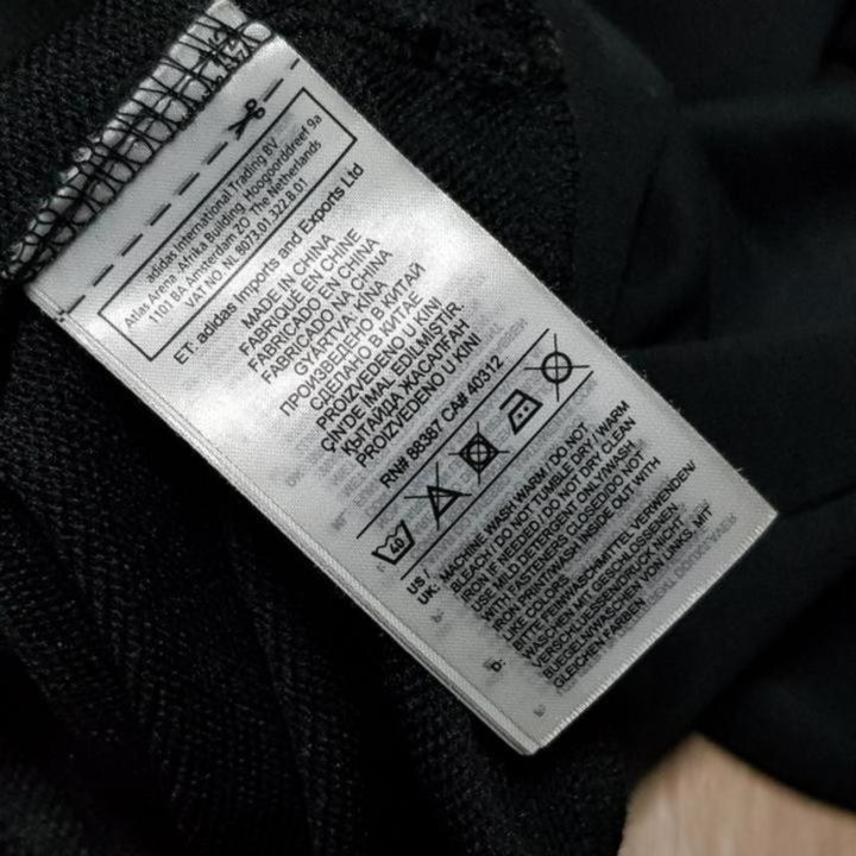 adidas International Trading BV
Atlas Arena, Afrika Building, Hoogoorddreef 9a
1101 BA Amsterdam ZO The Netherlands
VAT NO. NL 8073.01.322.B.01
ET: adidas Imports and Exports Ltd
MADE IN CHINA
FABRIQUÉ EN CHINE
FABRICADO EN CHINA
FABRICADO NA CHINA
GYÁRTVA: KÍNA
ПРОИЗВЕДЕНО В КИТАЙ
СДЕЛАНО В КИТАЕ
PROIZVEDENO U KINI
ÇİN'DE İMAL EDİLMİŞTİR.
ҚЫТАЙДА ЖАСАЛҒАН
PROIZVEDENO U KINI
RN# 88387 CA# 40312
40
US /
UK: MACHINE WASH WARM / DO NOT
BLEACH / DO NOT TUMBLE DRY / WARM
IRON IF NEEDED / DO NOT DRY CLEAN
USE MILD DETERGENT ONLY/WASH
WITH FASTENERS CLOSED/DO NOT
IRON PRINT/WASH INSIDE OUT WITH
LIKE COLORS
D: BITTE FEINWASCHMITTEL VERWENDEN/
WASCHEN MIT GESCHLOSSENEN
VERSCHLUESSEN/DRUCK NICHT
BUEGELN/WASCHEN VON LINKS, MIT
GLEICHEN FARBEN